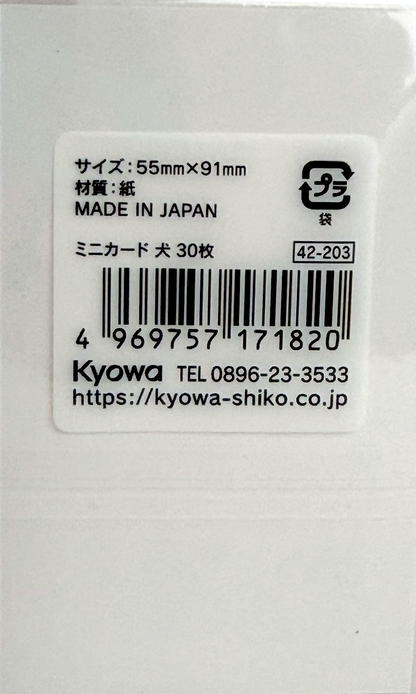 サイズ:55mm×91mm
材質:紙
MADE IN JAPAN
プラ
袋
ミニカード 犬 30枚
42-203
4 969757 171820
Kyowa TEL 0896-23-3533
https://kyowa-shiko.co.jp